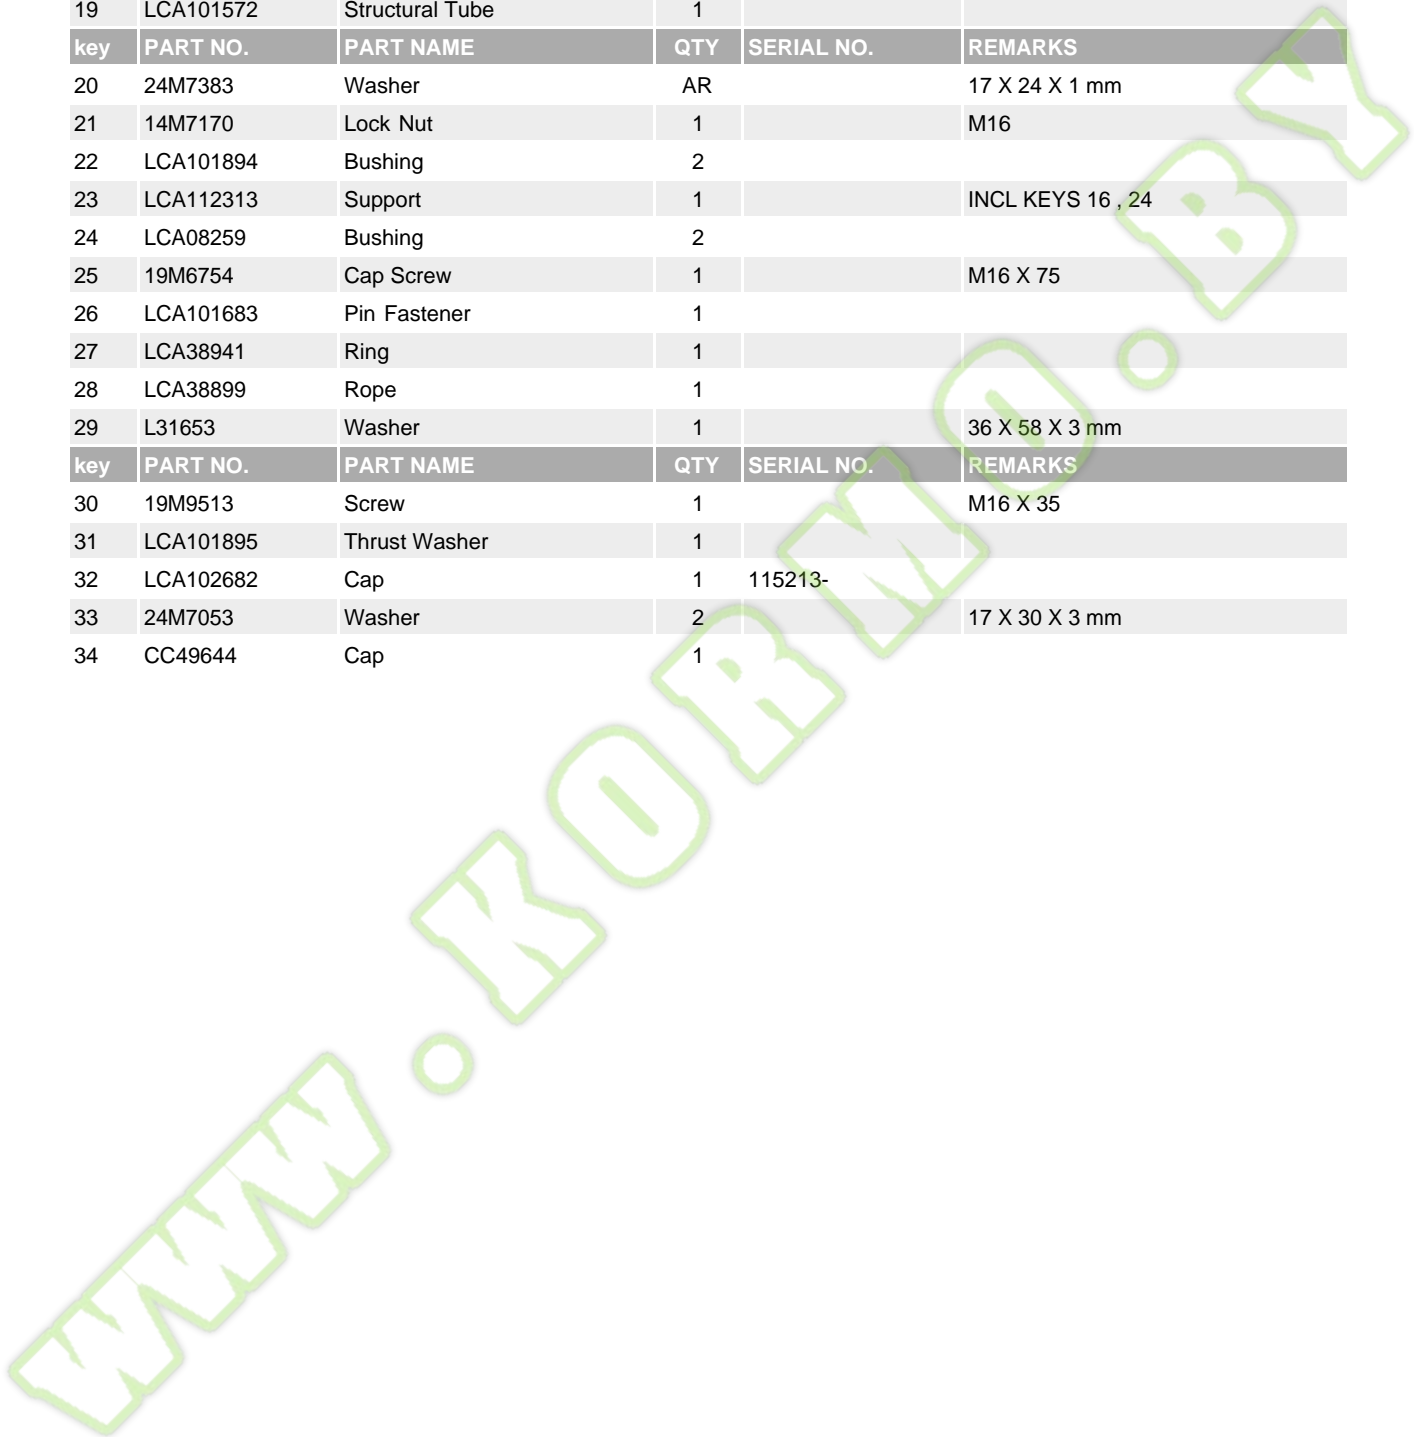 19 LCA101572 Structural Tube 1
key PART NO. PART NAME QTY SERIAL NO. REMARKS
20 24M7383 Washer AR 17 X 24 X 1 mm
21 14M7170 Lock Nut 1 M16
22 LCA101894 Bushing 2
23 LCA112313 Support 1 INCL KEYS 16 , 24
24 LCA08259 Bushing 2
25 19M6754 Cap Screw 1 M16 X 75
26 LCA101683 Pin Fastener 1
27 LCA38941 Ring 1
28 LCA38899 Rope 1
29 L31653 Washer 1 36 X 58 X 3 mm
key PART NO. PART NAME QTY SERIAL NO. REMARKS
30 19M9513 Screw 1 M16 X 35
31 LCA101895 Thrust Washer 1
32 LCA102682 Cap 1 115213-
33 24M7053 Washer 2 17 X 30 X 3 mm
34 CC49644 Cap 1
WWW.KORMO.BY